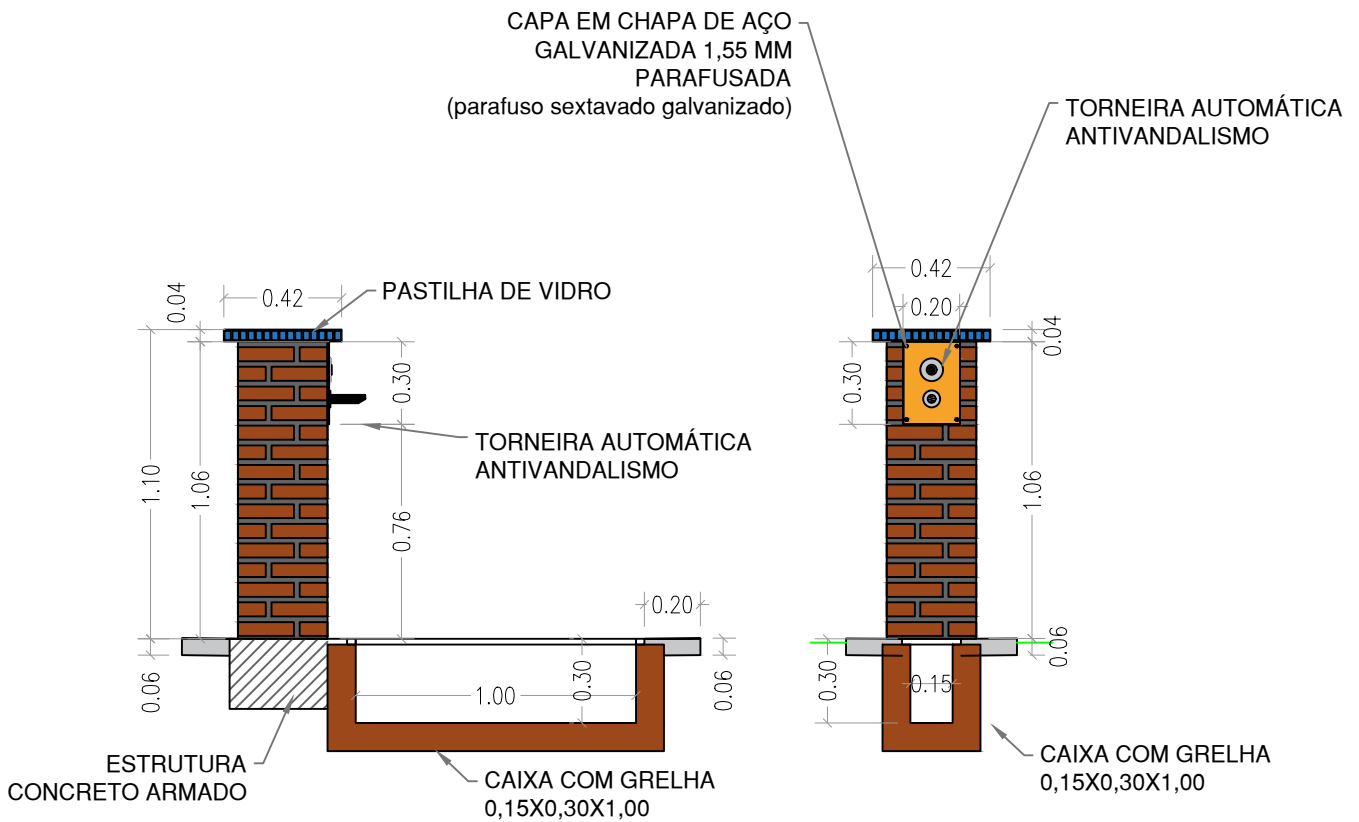 CAPA EM CHAPA DE AÇO
GALVANIZADA 1,55 MM
PARAFUSADA
(parafuso sextavado galvanizado)
TORNEIRA AUTOMÁTICA
ANTIVANDALISMO
0.42
0.04
PASTILHA DE VIDRO
0.30
1.10
1.06
0.76
TORNEIRA AUTOMÁTICA
ANTIVANDALISMO
0.20
0.06
1.00
0.30
0.06
ESTRUTURA
CONCRETO ARMADO
CAIXA COM GRELHA
0,15X0,30X1,00
0.42
0.20
0.04
0.30
1.06
0.06
0.30
0.15
CAIXA COM GRELHA
0,15X0,30X1,00